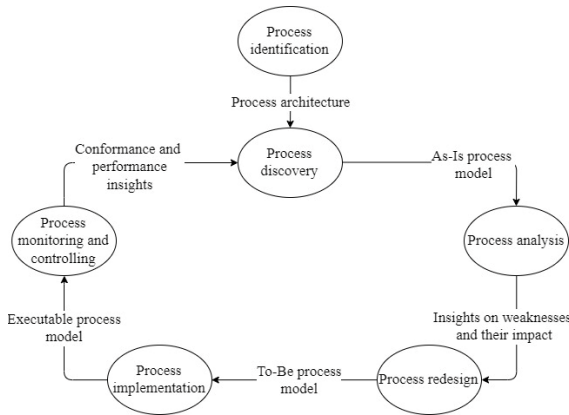 Process
identification
Process architecture
Process
discovery
Conformance and
performance
insights
As-Is process
model
Process
monitoring and
controlling
Process analysis
Executable process
model
Insights on weaknesses
and their impact
Process
implementation
To-Be process
model
Process redesign